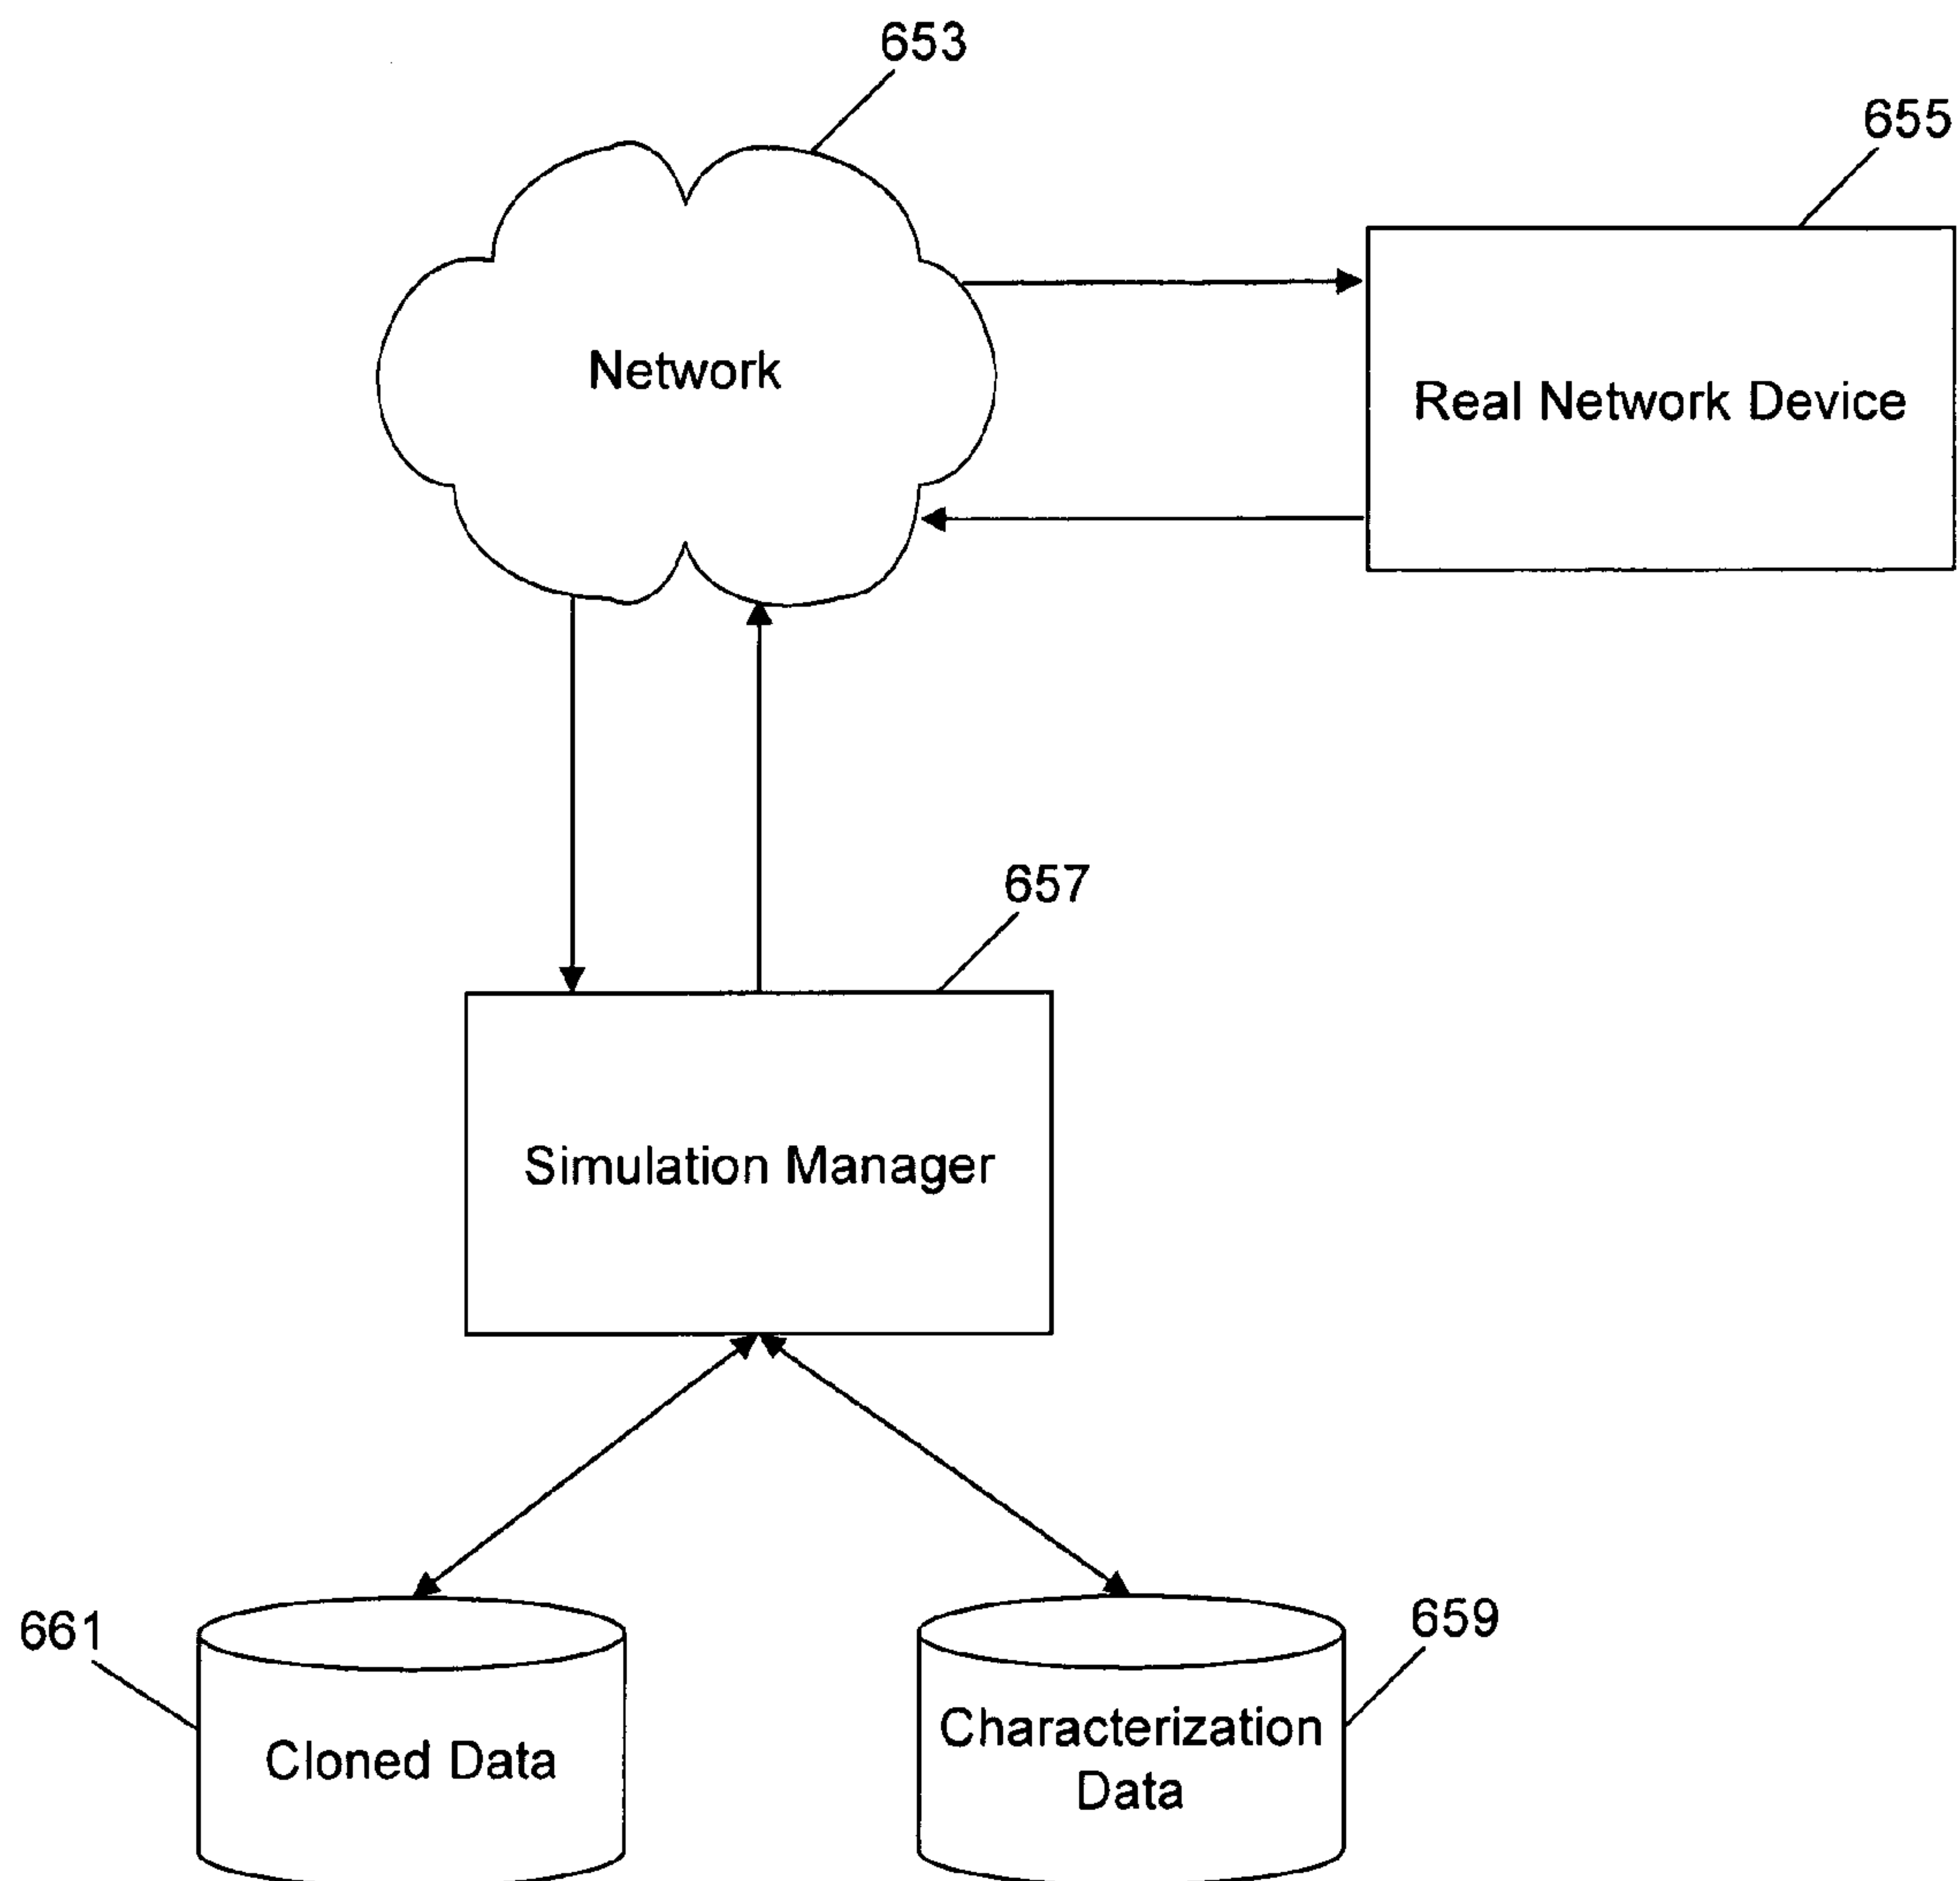 653
655
Network
Real Network Device
657
Simulation Manager
661
659
Cloned Data
Characterization
Data